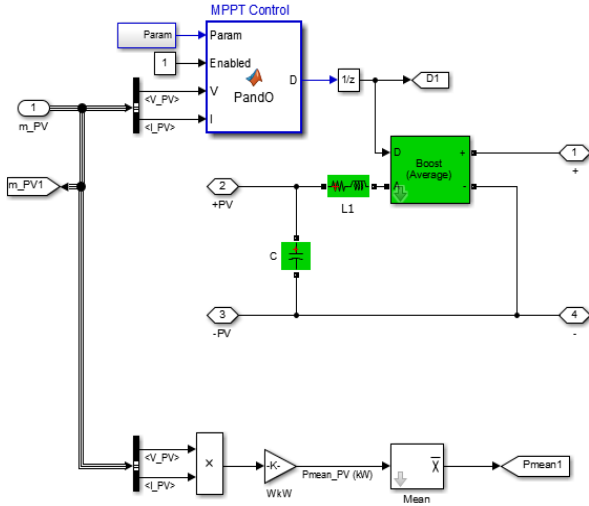 MPPT Control
Param
Param
1
Enabled
<V_PV>
V
<I_PV>
I
PandO
D
1/z
D1
1
m_PV
m_PV1
2
+PV
L1
D
A
Boost
(Average)
+
-
1
+
C
3
-PV
4
-
<V_PV>
<I_PV>
×
-K-
WkW
Pmean_PV (kW)
X
Mean
Pmean1